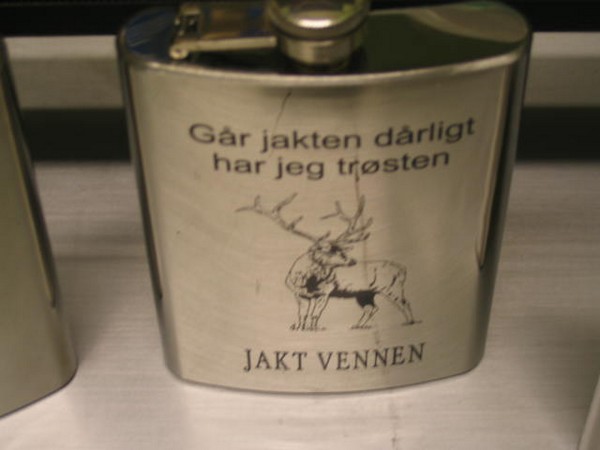 Går jakten dårligt
har jeg trøsten
JAKT VENNEN